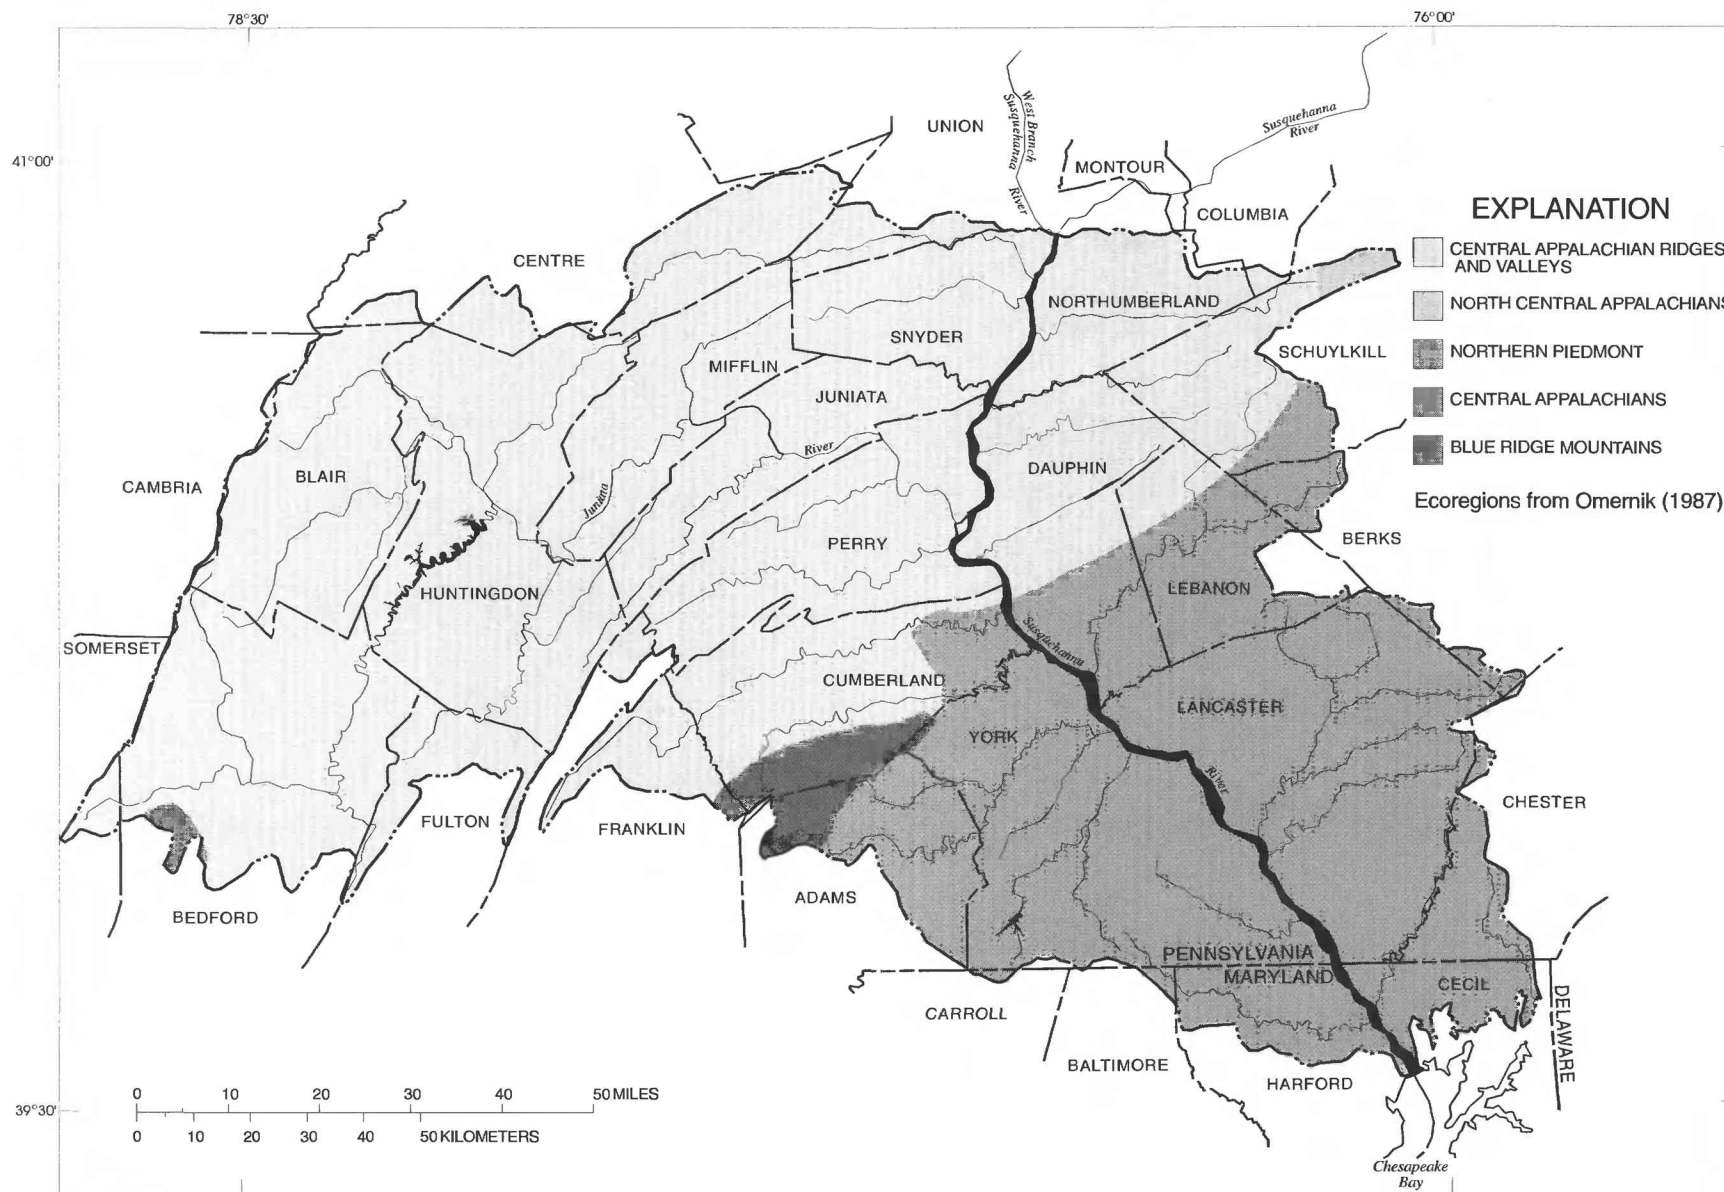 78°30'
76°00'
41°00'
39°30'
UNION
West Branch
Susquehanna
River
Susquehanna
River
MONTOUR
COLUMBIA
CENTRE
NORTHUMBERLAND
SNYDER
SCHUYLKILL
MIFFLIN
JUNIATA
River
Juniata
DAUPHIN
BLAIR
CAMBRIA
PERRY
BERKS
HUNTINGDON
LEBANON
SOMERSET
Susquehanna
River
CUMBERLAND
LANCASTER
YORK
CHESTER
FULTON
FRANKLIN
ADAMS
BEDFORD
PENNSYLVANIA
MARYLAND
CECIL
DELAWARE
CARROLL
BALTIMORE
HARFORD
Chesapeake
Bay
EXPLANATION
CENTRAL APPALACHIAN RIDGES
AND VALLEYS
NORTH CENTRAL APPALACHIANS
NORTHERN PIEDMONT
CENTRAL APPALACHIANS
BLUE RIDGE MOUNTAINS
Ecoregions from Omernik (1987)
0 10 20 30 40 50 MILES
0 10 20 30 40 50 KILOMETERS